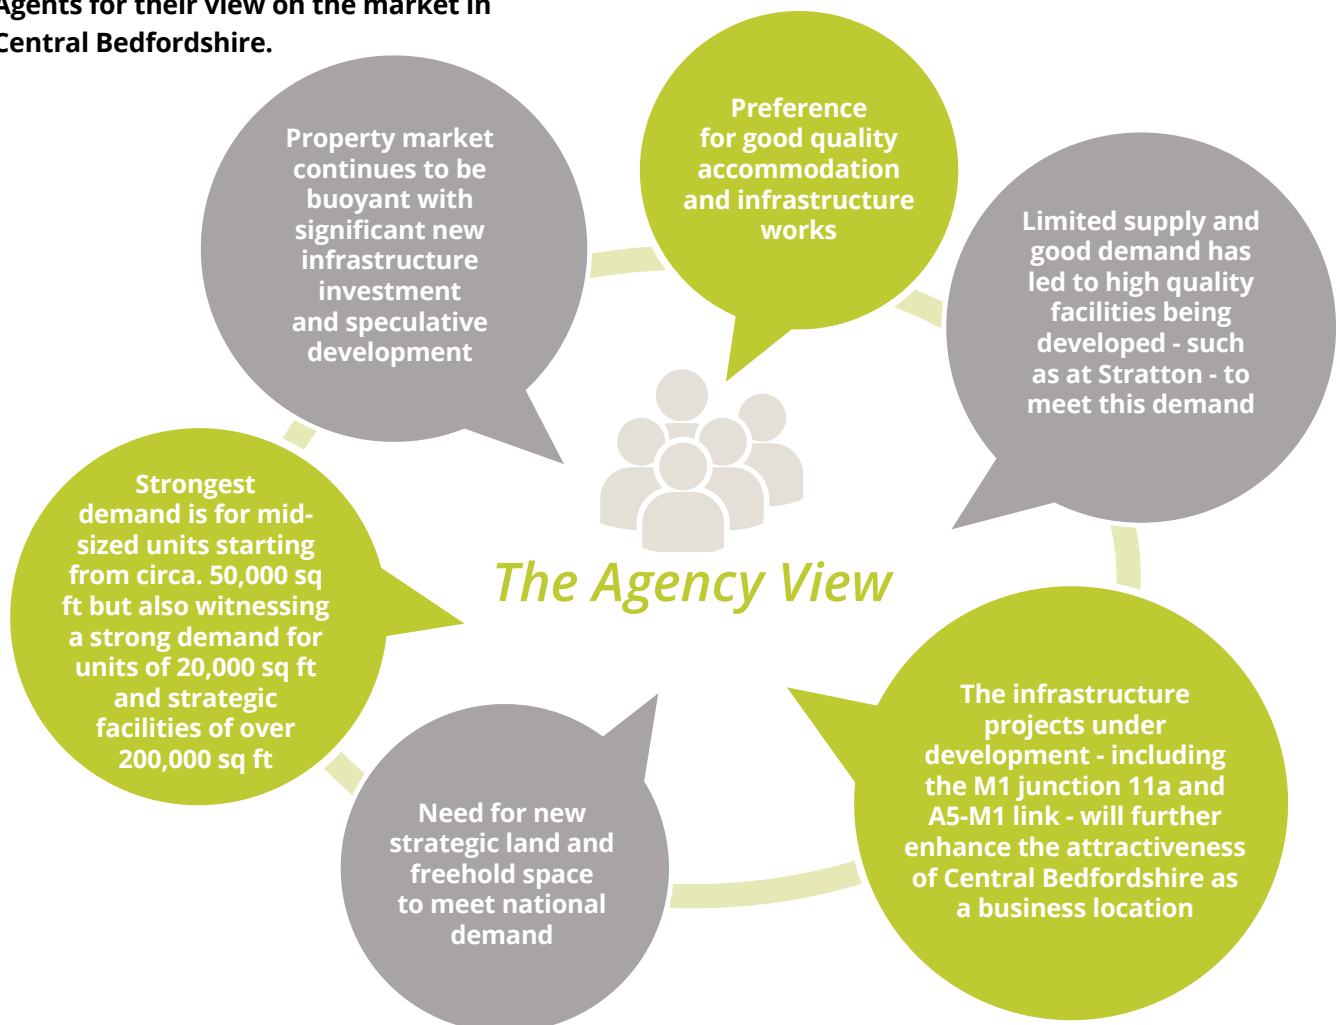 Agents for their view on the market in
Central Bedfordshire.
Property market
continues to be
buoyant with
significant new
infrastructure
investment
and speculative
development
Preference
for good quality
accommodation
and infrastructure
works
Limited supply and
good demand has
led to high quality
facilities being
developed - such
as at Stratton - to
meet this demand
Strongest
demand is for mid-
sized units starting
from circa. 50,000 sq
ft but also witnessing
a strong demand for
units of 20,000 sq ft
and strategic
facilities of over
200,000 sq ft
The Agency View
The infrastructure
projects under
development - including
the M1 junction 11a and
A5-M1 link - will further
enhance the attractiveness
of Central Bedfordshire as
a business location
Need for new
strategic land and
freehold space
to meet national
demand